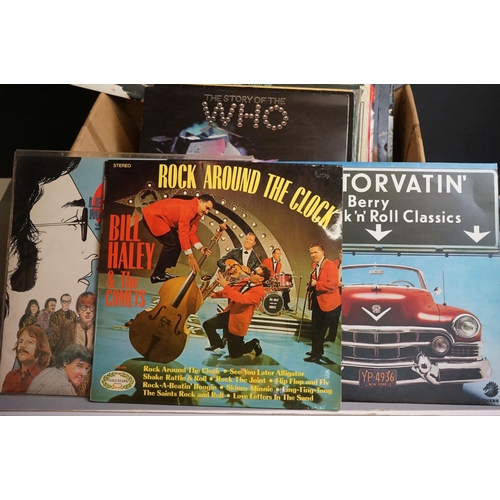 THE STORY OF THE
WHO
STEREO
ROCK AROUND THE CLOCK
BILL
HALEY
& The
COMETS
Rock Around The Clock • See You Later Alligator
Shake Rattle & Roll • Rock The Joint • Flip Flop and Fly
Rock-A-Beatin' Boogie • Skinny Minnie • Ling-Ting-Tong
The Saints Rock and Roll • Love Letters In The Sand
TORVATIN'
Berry
k 'n' Roll Classics
YP·4936